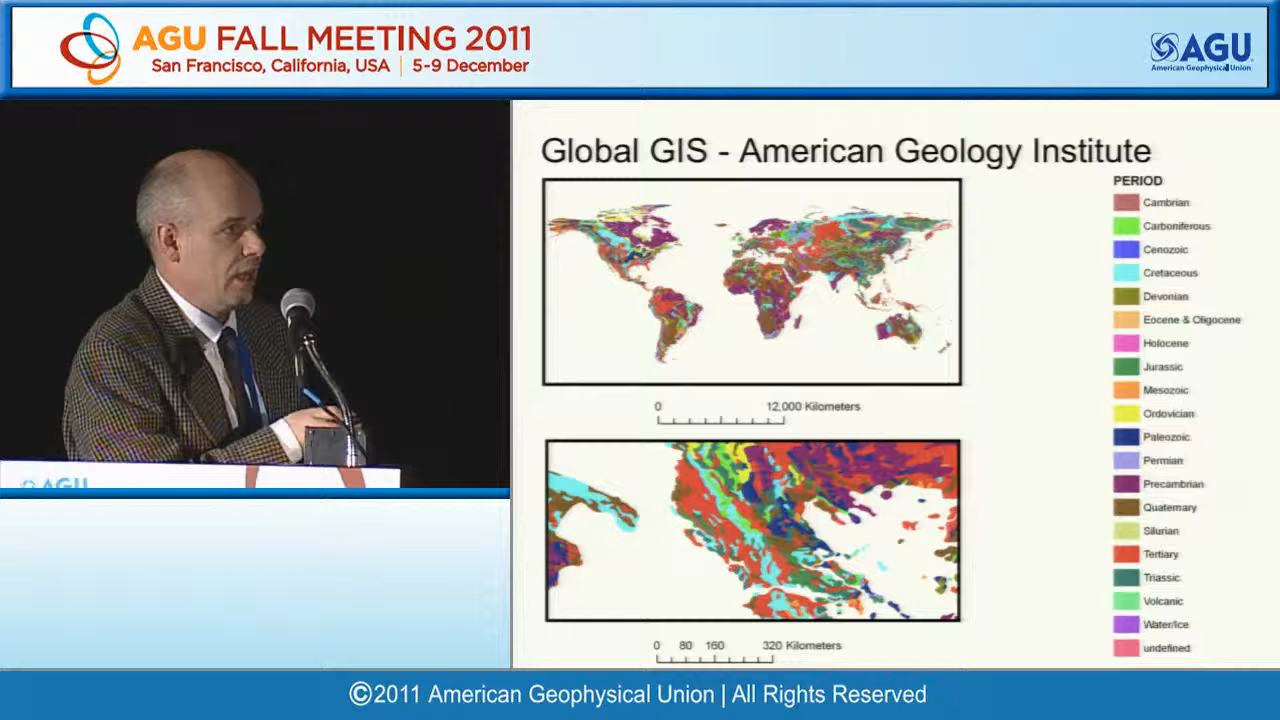 AGU FALL MEETING 2011
San Francisco, California, USA | 5-9 December
AGU
American Geophysical Union
AGU
Global GIS - American Geology Institute
PERIOD
Cambrian
Carboniferous
Cenozoic
Cretaceous
Devonian
Eocene & Oligocene
Holocene
Jurassic
Mesozoic
Ordovician
Paleozoic
Permian
Precambrian
Quaternary
Silurian
Tertiary
Triassic
Volcanic
Water/Ice
undefined
0 12,000 Kilometers
0 80 160 320 Kilometers
©2011 American Geophysical Union | All Rights Reserved